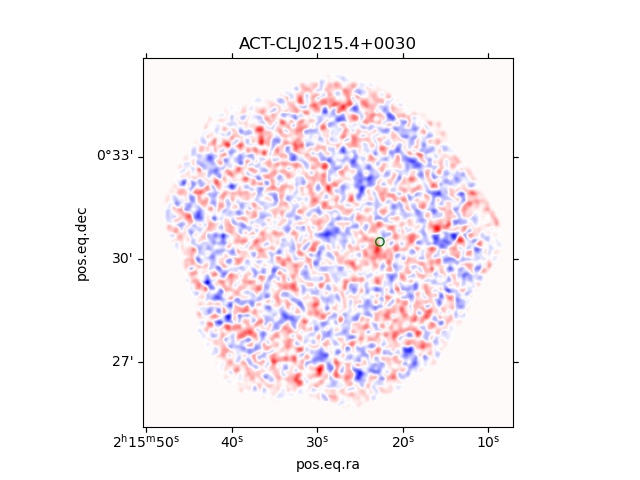 ACT-CLJ0215.4+0030
0°33'
30'
27'
2ʰ15ᵐ50ˢ 40ˢ 30ˢ 20ˢ 10ˢ
pos.eq.ra
pos.eq.dec